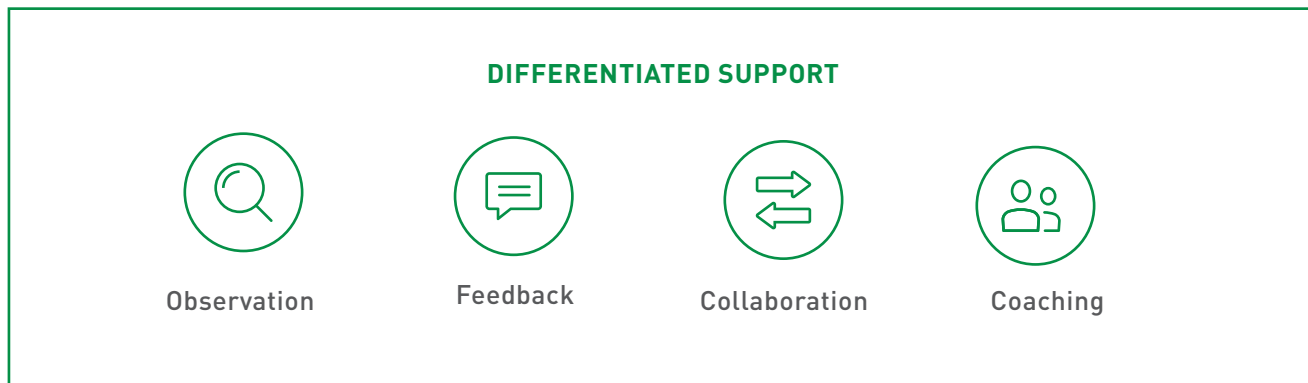 DIFFERENTIATED SUPPORT
Observation
Feedback
Collaboration
Coaching